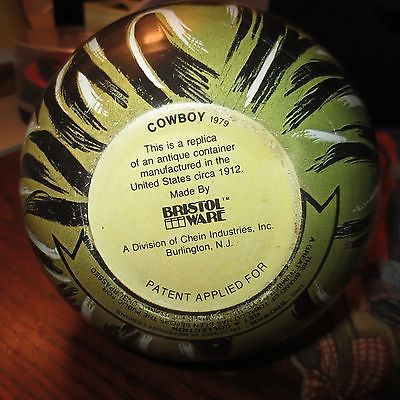 COWBOY 1979
This is a replica
of an antique container
manufactured in the
United States circa 1912.
Made By
BRISTOL™
WARE
A Division of Chein Industries, Inc.
Burlington, N.J.
PATENT APPLIED FOR